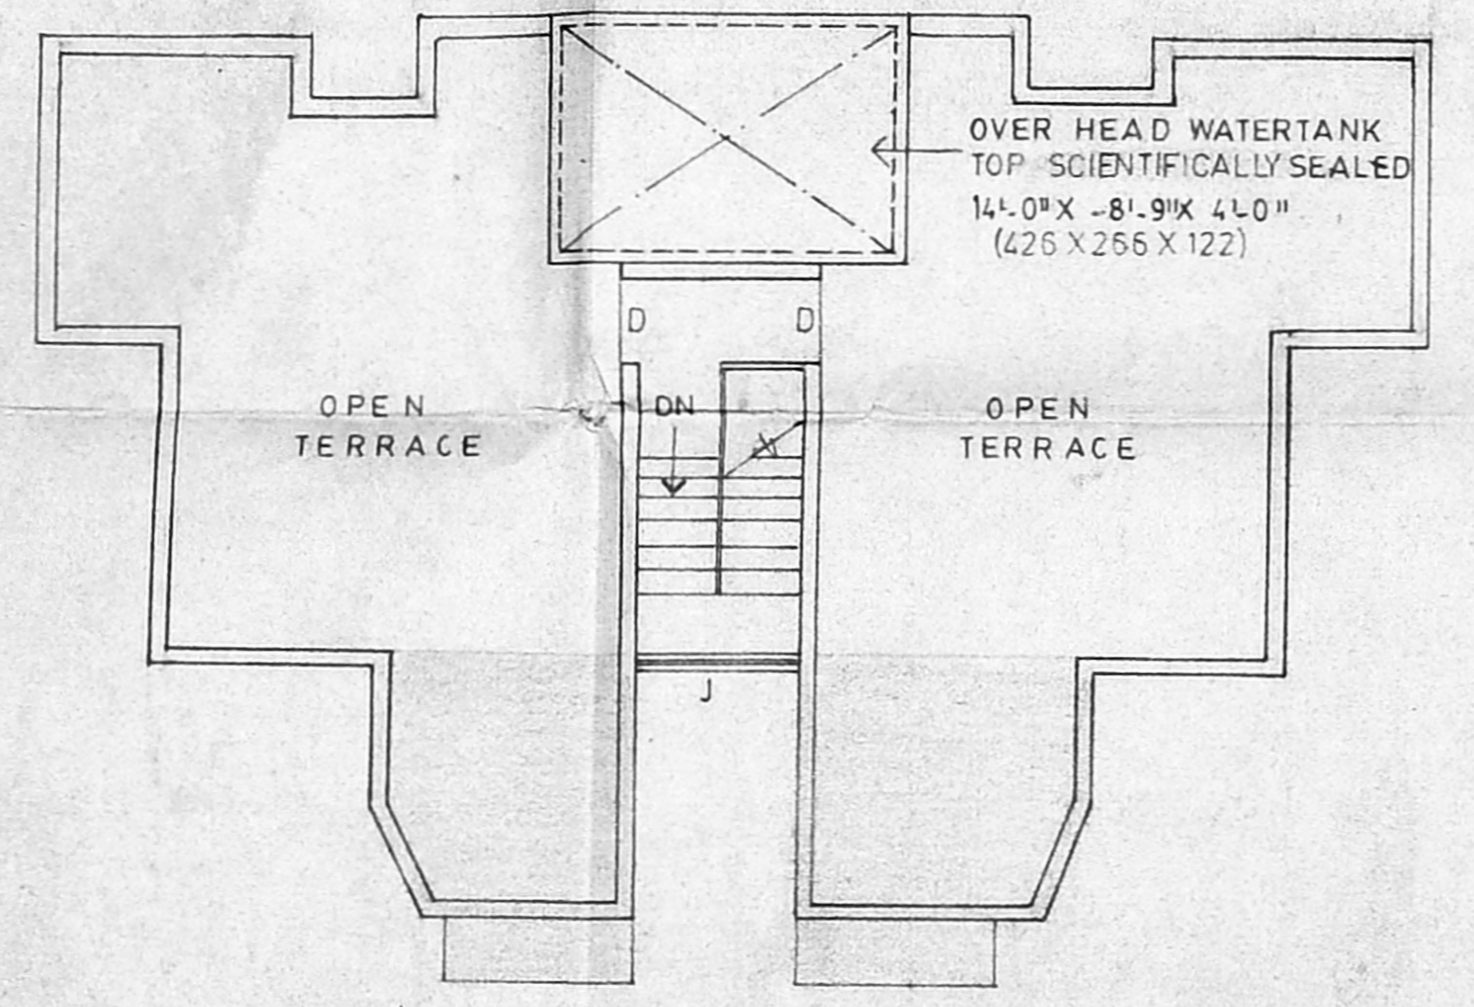 OVER HEAD WATERTANK
TOP SCIENTIFICALLY SEALED
14'-0" X -8'-9" X 4'-0"
(426 X 266 X 122)
D D
OPEN
TERRACE
DN
OPEN
TERRACE
J